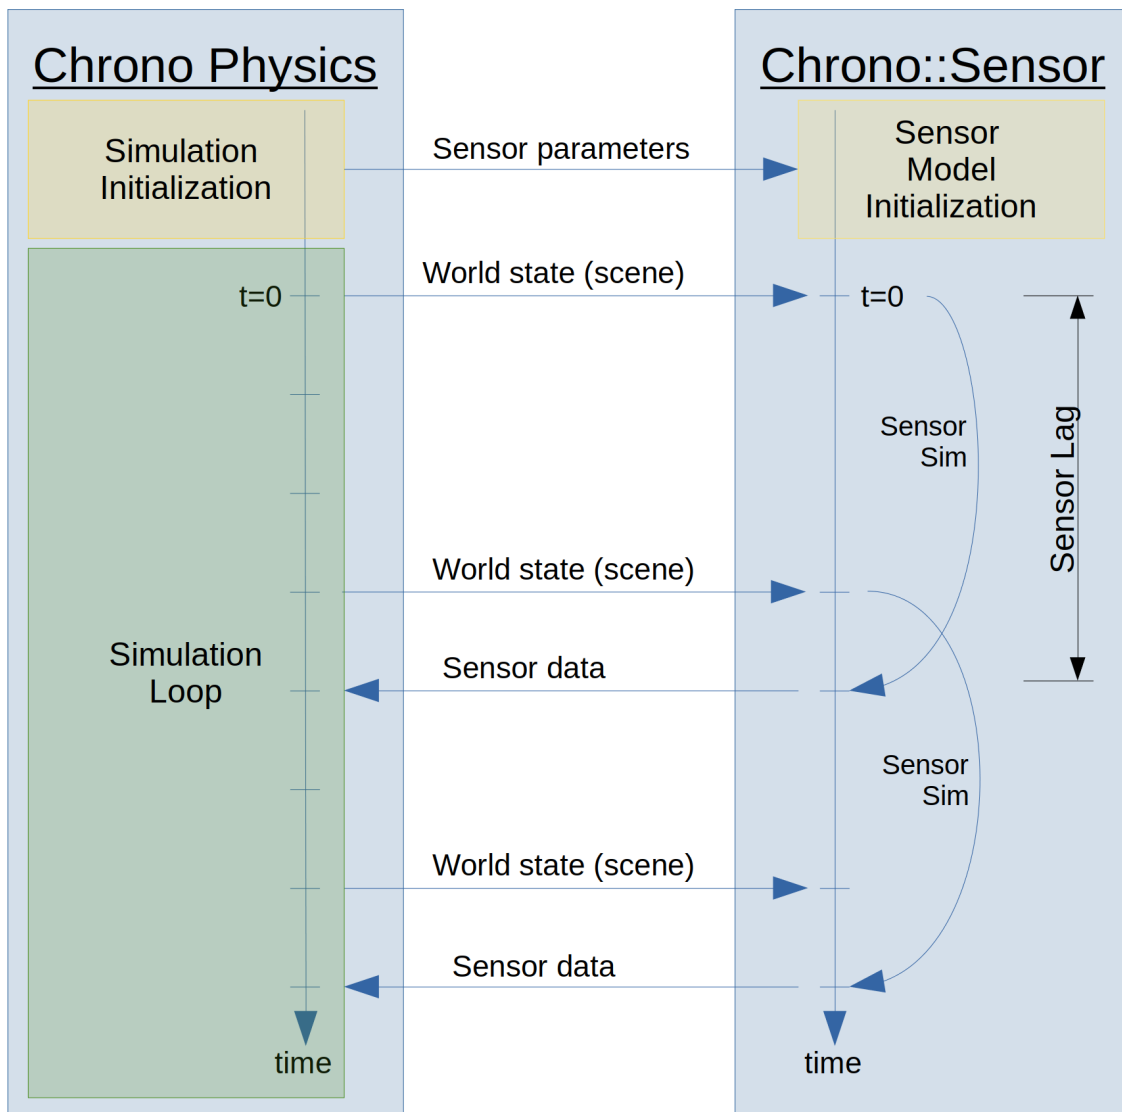 Chrono Physics
Chrono::Sensor
Simulation
Initialization
Sensor parameters
Sensor
Model
Initialization
World state (scene)
t=0
t=0
Sensor
Sim
Sensor Lag
World state (scene)
Simulation
Loop
Sensor data
Sensor
Sim
World state (scene)
Sensor data
time
time